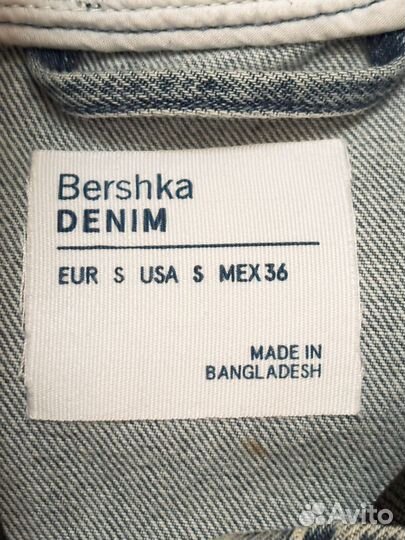 Bershka
DENIM
EUR S USA S MEX 36
MADE IN
BANGLADESH
Avito